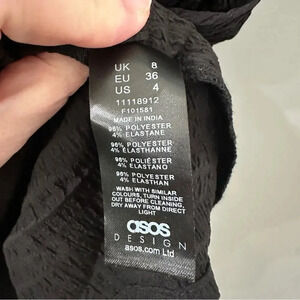 UK 8
EU 36
US 4
11118912
F101581
MADE IN INDIA
96% POLYESTER
4% ELASTANE
96% POLYESTER
4% ELASTHANNE
96% POLIÉSTER
4% ELASTANO
96% POLYESTER
4% ELASTHAN
WASH WITH SIMILAR
COLOURS, TURN INSIDE
OUT BEFORE CLEANING,
DRY AWAY FROM DIRECT
LIGHT
asos
DESIGN
asos.com Ltd